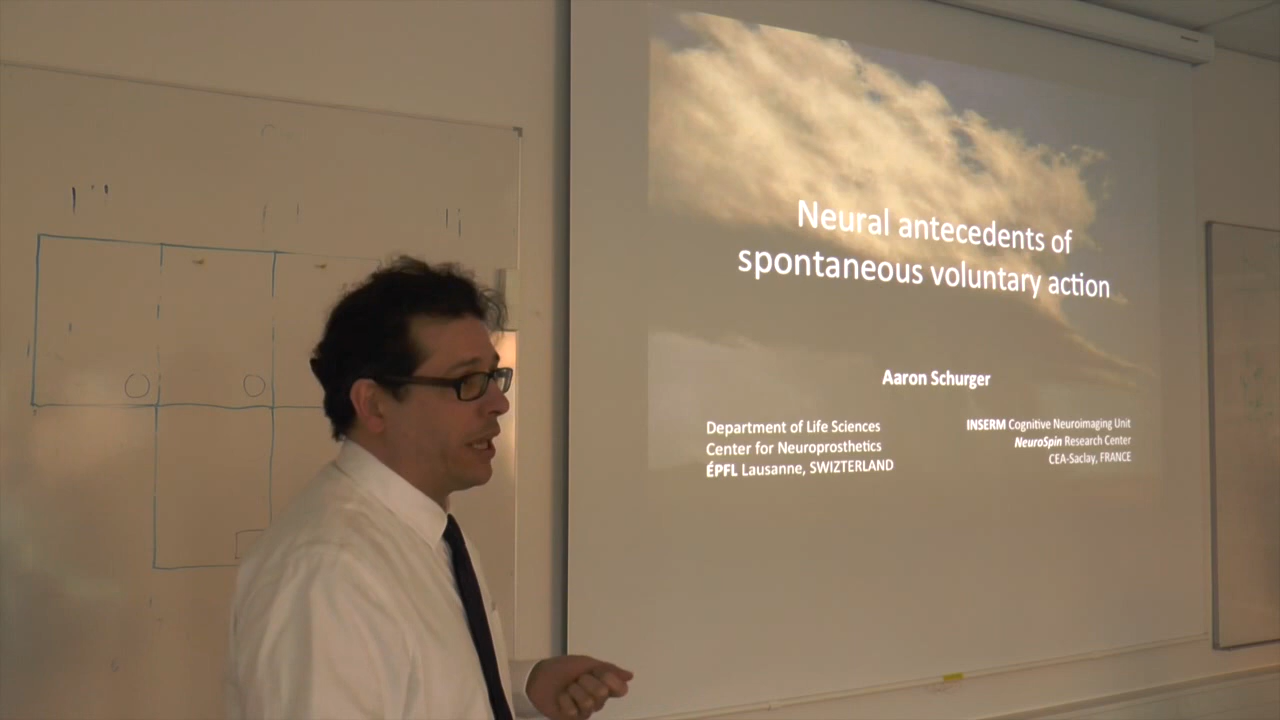 Neural antecedents of
spontaneous voluntary action
Aaron Schurger
Department of Life Sciences
Center for Neuroprosthetics
ÉPFL Lausanne, SWIZTERLAND
INSERM Cognitive Neuroimaging Unit
NeuroSpin Research Center
CEA-Saclay, FRANCE